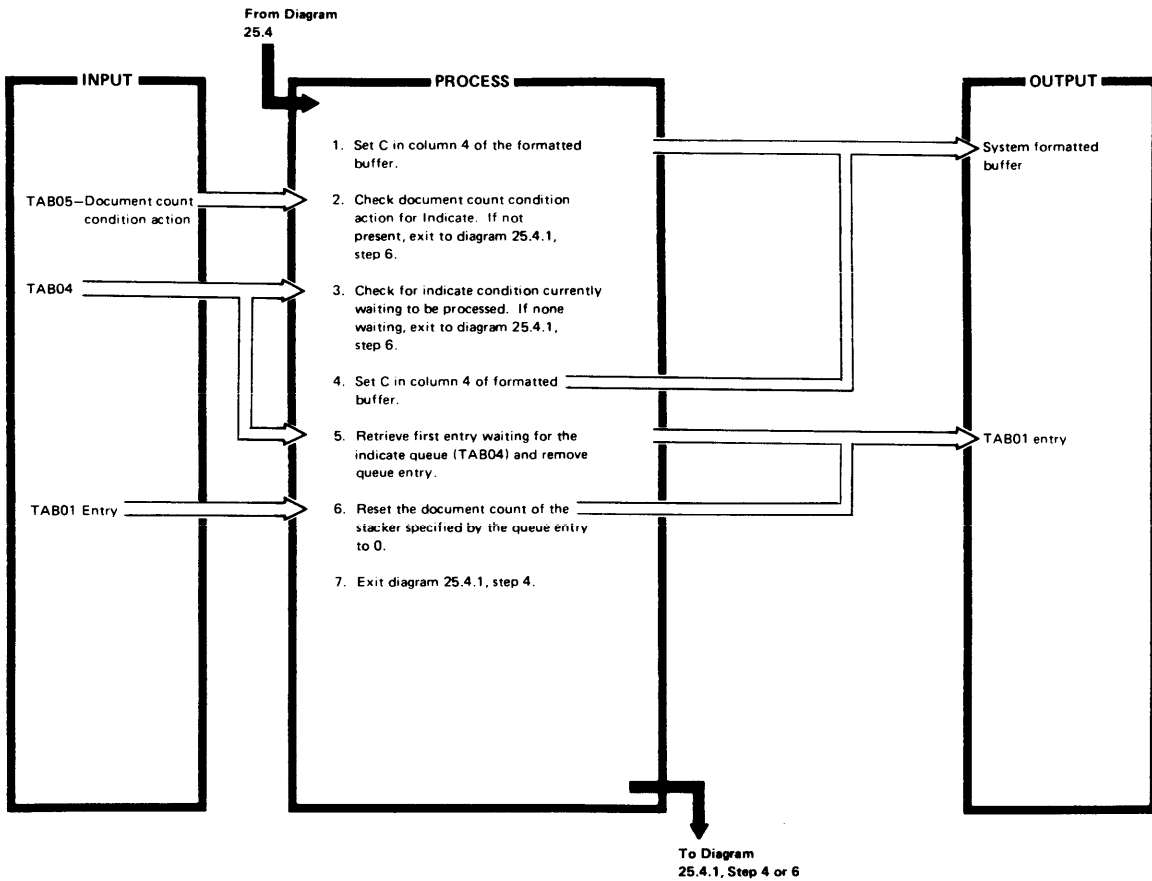 From Diagram
25.4
INPUT
PROCESS
OUTPUT
1. Set C in column 4 of the formatted
buffer.
System formatted
buffer
TAB05—Document count
condition action
2. Check document count condition
action for Indicate. If not
present, exit to diagram 25.4.1,
step 6.
TAB04
3. Check for indicate condition currently
waiting to be processed. If none
waiting, exit to diagram 25.4.1,
step 6.
4. Set C in column 4 of formatted
buffer.
5. Retrieve first entry waiting for the
indicate queue (TAB04) and remove
queue entry.
TAB01 entry
TAB01 Entry
6. Reset the document count of the
stacker specified by the queue entry
to 0.
7. Exit diagram 25.4.1, step 4.
To Diagram
25.4.1, Step 4 or 6